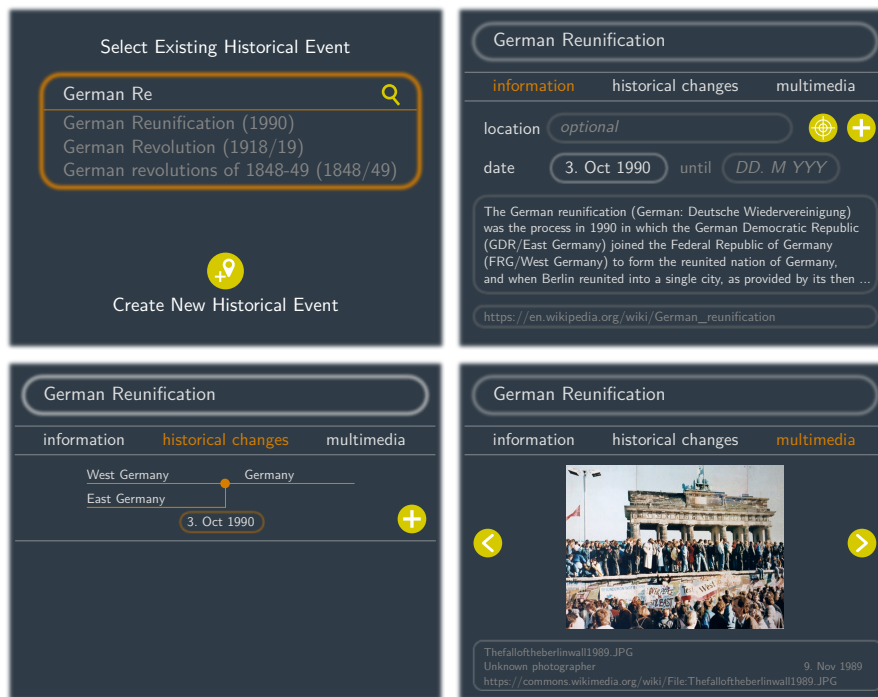 Select Existing Historical Event
German Re
German Reunification (1990)
German Revolution (1918/19)
German revolutions of 1848-49 (1848/49)
Create New Historical Event
German Reunification
information historical changes multimedia
location optional
date 3. Oct 1990 until DD. M YYY
The German reunification (German: Deutsche Wiedervereinigung)
was the process in 1990 in which the German Democratic Republic
(GDR/East Germany) joined the Federal Republic of Germany
(FRG/West Germany) to form the reunited nation of Germany,
and when Berlin reunited into a single city, as provided by its then ...
https://en.wikipedia.org/wiki/German_reunification
German Reunification
information historical changes multimedia
West Germany Germany
East Germany
3. Oct 1990
German Reunification
information historical changes multimedia
Thefalloftheberlinwall1989.JPG
Unknown photographer 9. Nov 1989
https://commons.wikimedia.org/wiki/File:Thefalloftheberlinwall1989.JPG